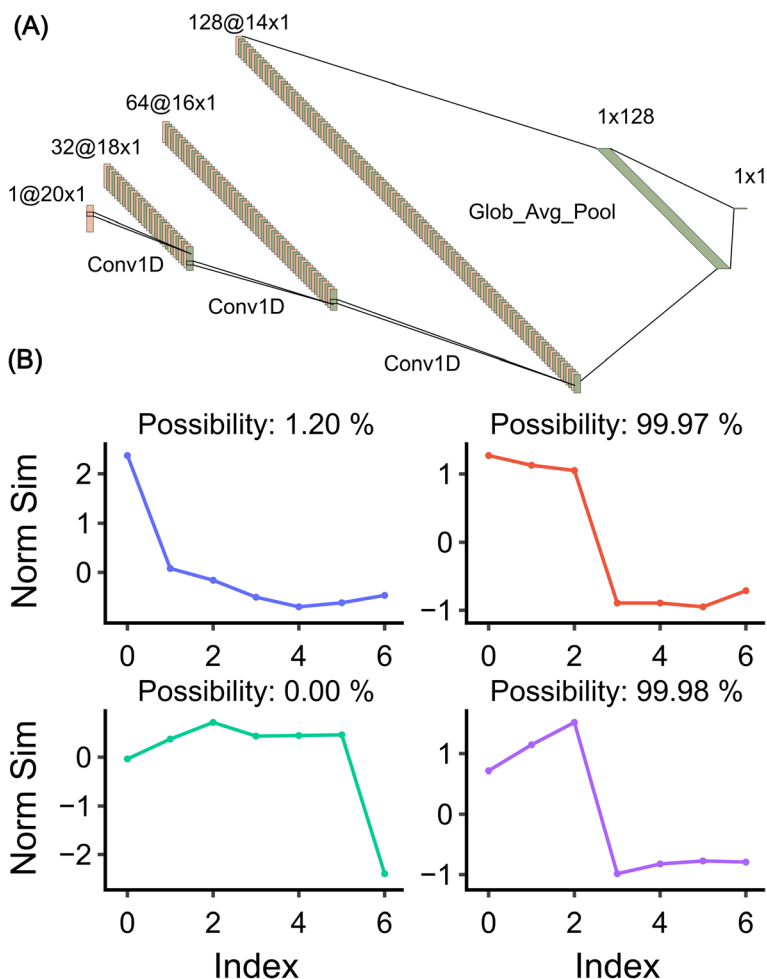 (A)
128@14x1
64@16x1
1x128
32@18x1
1x1
1@20x1
Glob_Avg_Pool
Conv1D
Conv1D
Conv1D
(B)
Possibility: 1.20 %
Possibility: 99.97 %
Norm Sim
2
1
0
0 2 4 6
1
0
−1
0 2 4 6
Possibility: 0.00 %
Possibility: 99.98 %
Norm Sim
0
−1
−2
0 2 4 6
Index
1
0
−1
0 2 4 6
Index